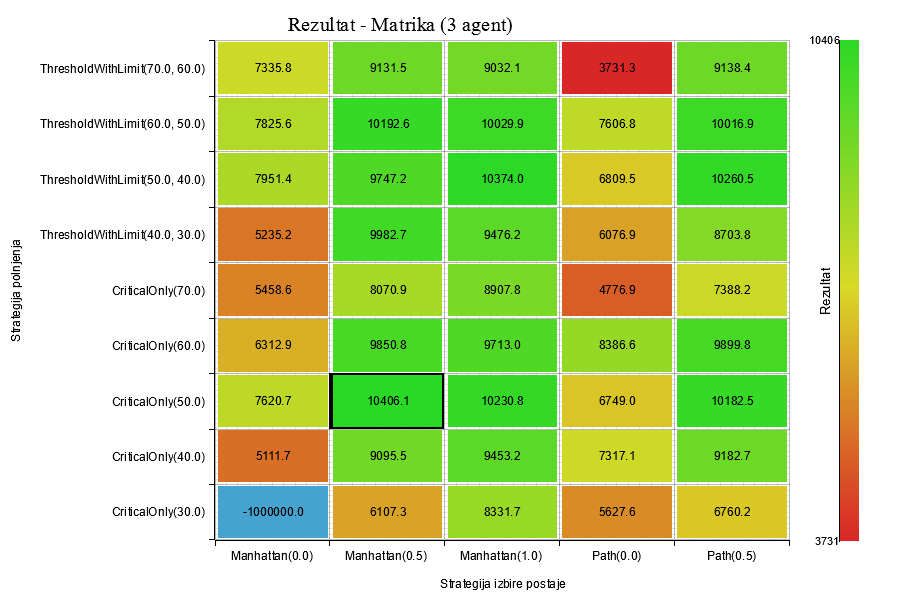 Rezultat - Matrika (3 agent)
10406
ThresholdWithLimit(70.0, 60.0) 7335.8 9131.5 9032.1 3731.3 9138.4
ThresholdWithLimit(60.0, 50.0) 7825.6 10192.6 10029.9 7606.8 10016.9
ThresholdWithLimit(50.0, 40.0) 7951.4 9747.2 10374.0 6809.5 10260.5
ThresholdWithLimit(40.0, 30.0) 5235.2 9982.7 9476.2 6076.9 8703.8
Strategija polnjenja
CriticalOnly(70.0) 5458.6 8070.9 8907.8 4776.9 7388.2
Rezultat
CriticalOnly(60.0) 6312.9 9850.8 9713.0 8386.6 9899.8
CriticalOnly(50.0) 7620.7 10406.1 10230.8 6749.0 10182.5
CriticalOnly(40.0) 5111.7 9095.5 9453.2 7317.1 9182.7
CriticalOnly(30.0) -1000000.0 6107.3 8331.7 5627.6 6760.2
3731
Manhattan(0.0) Manhattan(0.5) Manhattan(1.0) Path(0.0) Path(0.5)
Strategija izbire postaje